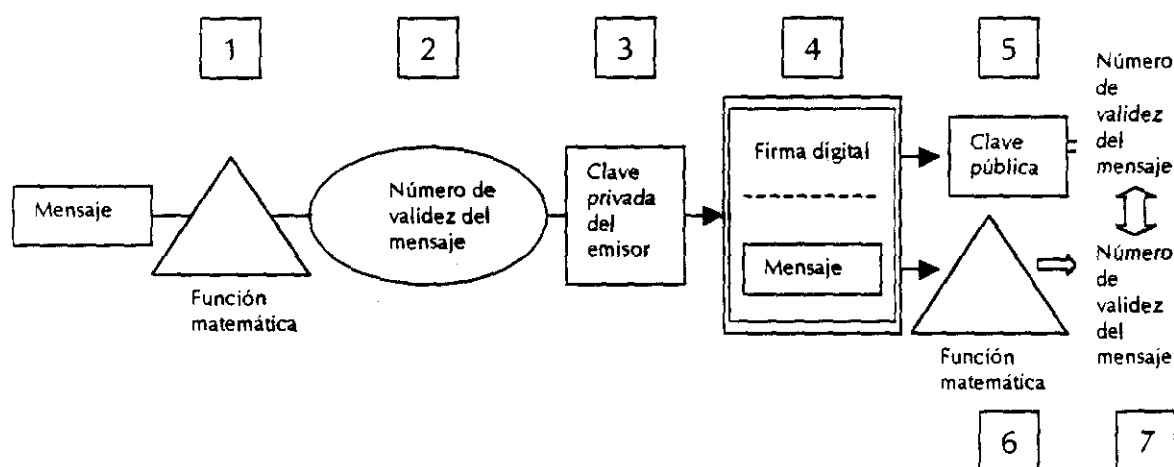 1
2
3
4
5
Mensaje
Función
matemática
Número de
validez del
mensaje
Clave
privada
del
emisor
Firma digital
Mensaje
Clave
pública
Número
de
validez
del
mensaje
Función
matemática
Número
de
validez
del
mensaje
6
7